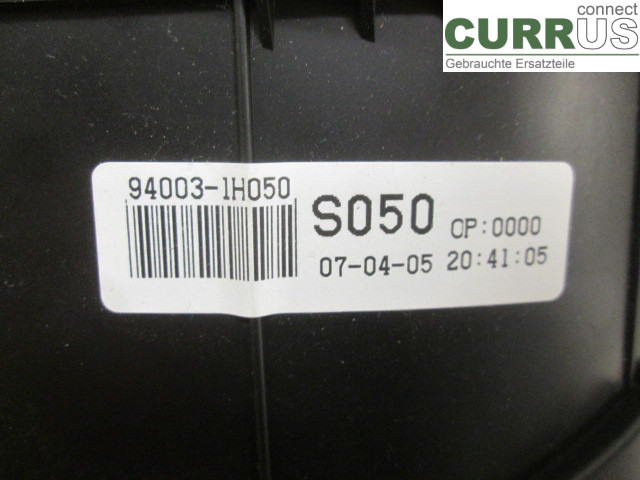 connect
CURRUS
Gebrauchte Ersatzteile
94003-1H050
S050
OP:0000
07-04-05 20:41:05